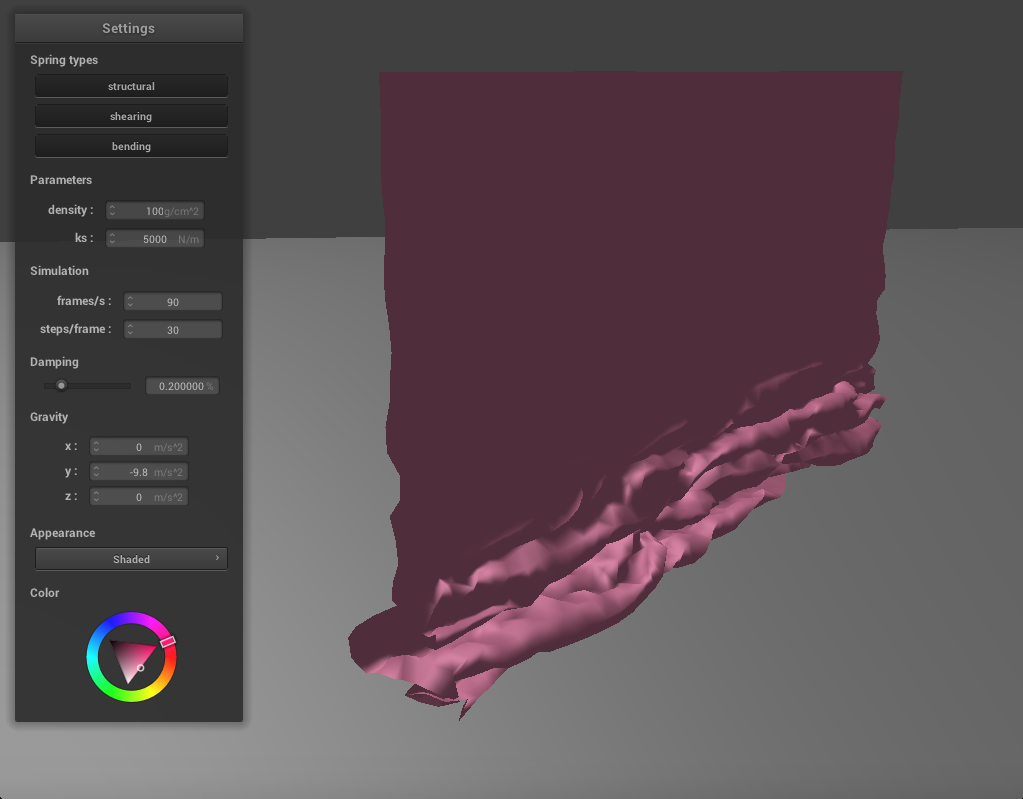 Settings
Spring types
structural
shearing
bending
Parameters
density : 100 g/cm^2
ks : 5000 N/m
Simulation
frames/s : 90
steps/frame : 30
Damping
0.200000 %
Gravity
x : 0 m/s^2
y : -9.8 m/s^2
z : 0 m/s^2
Appearance
Shaded
Color